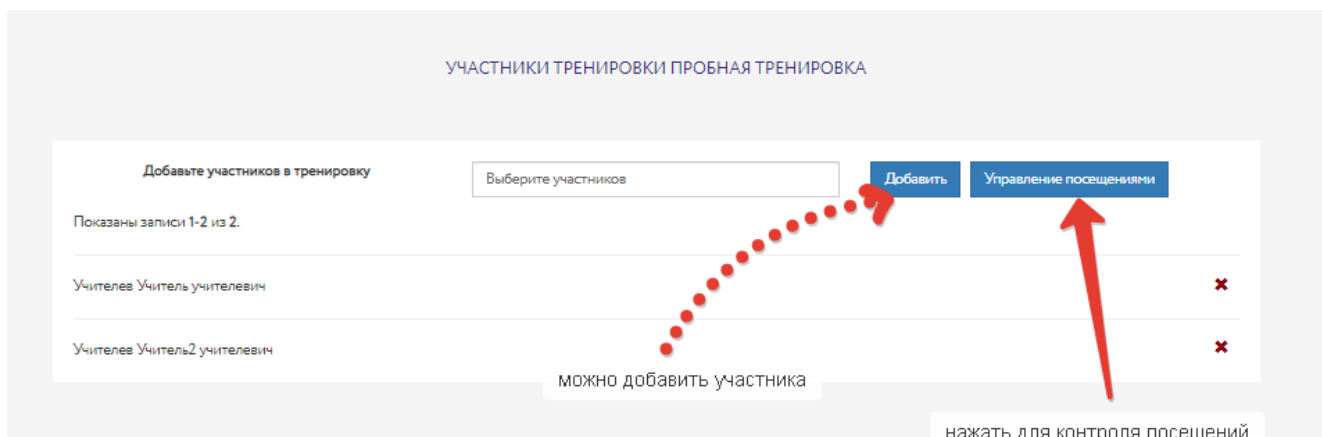 УЧАСТНИКИ ТРЕНИРОВКИ ПРОБНАЯ ТРЕНИРОВКА
Добавьте участников в тренировку
Выберите участников
Добавить
Управление посещениями
Показаны записи 1-2 из 2.
Учителев Учитель учителевич
Учителев Учитель2 учителевич
можно добавить участника
нажать для контроля посещений